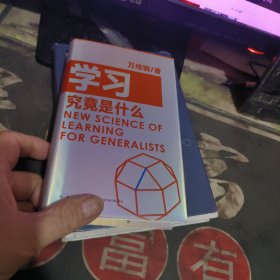 万维钢/著
学习
究竟是什么
NEW SCIENCE OF
LEARNING
FOR GENERALISTS
富有